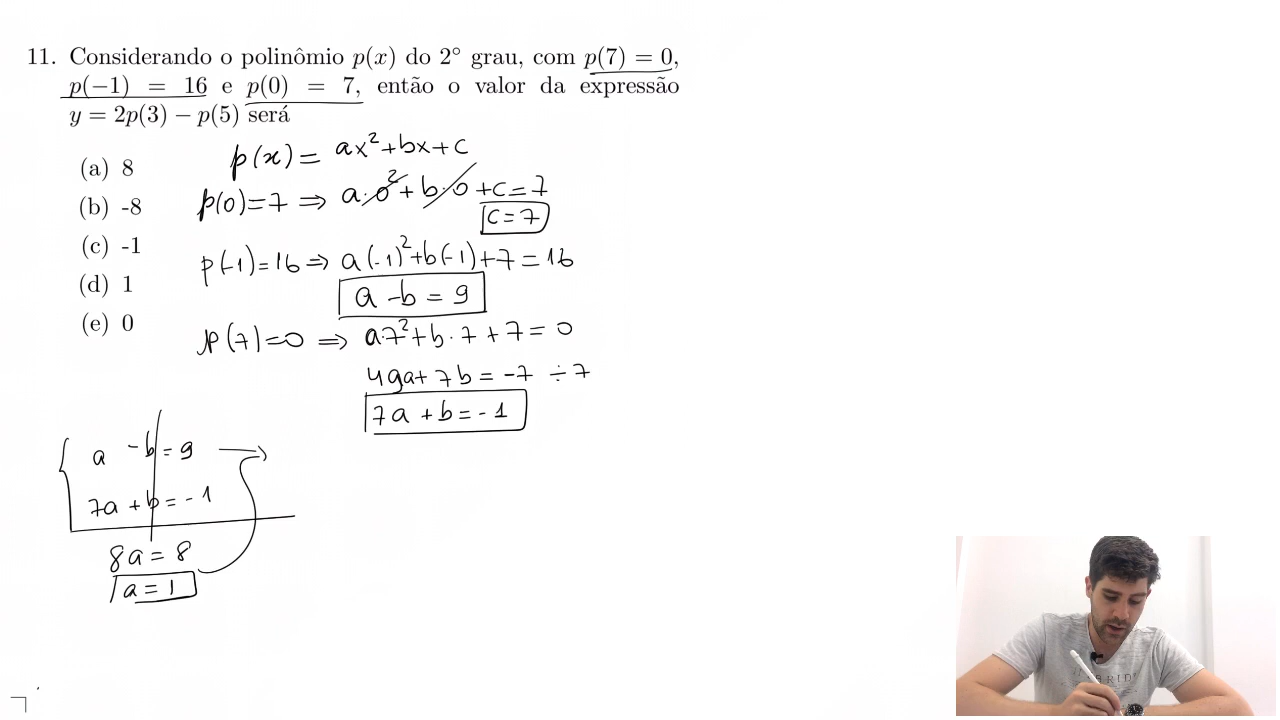 11. Considerando o polinômio p(x) do 2° grau, com p(7) = 0,
p(−1) = 16 e p(0) = 7, então o valor da expressão
y = 2p(3) − p(5) será
(a) 8
(b) -8
(c) -1
(d) 1
(e) 0
p(x) = ax²+bx+c
p(0)=7 ⇒ a·0²+b·0+c=7
c=7
p(-1)=16 ⇒ a(-1)²+b(-1)+7=16
a-b=9
p(7)=0 ⇒ a·7²+b·7+7=0
49a+7b=-7 ÷7
7a+b=-1
a-b=9
7a+b=-1
8a=8
a=1